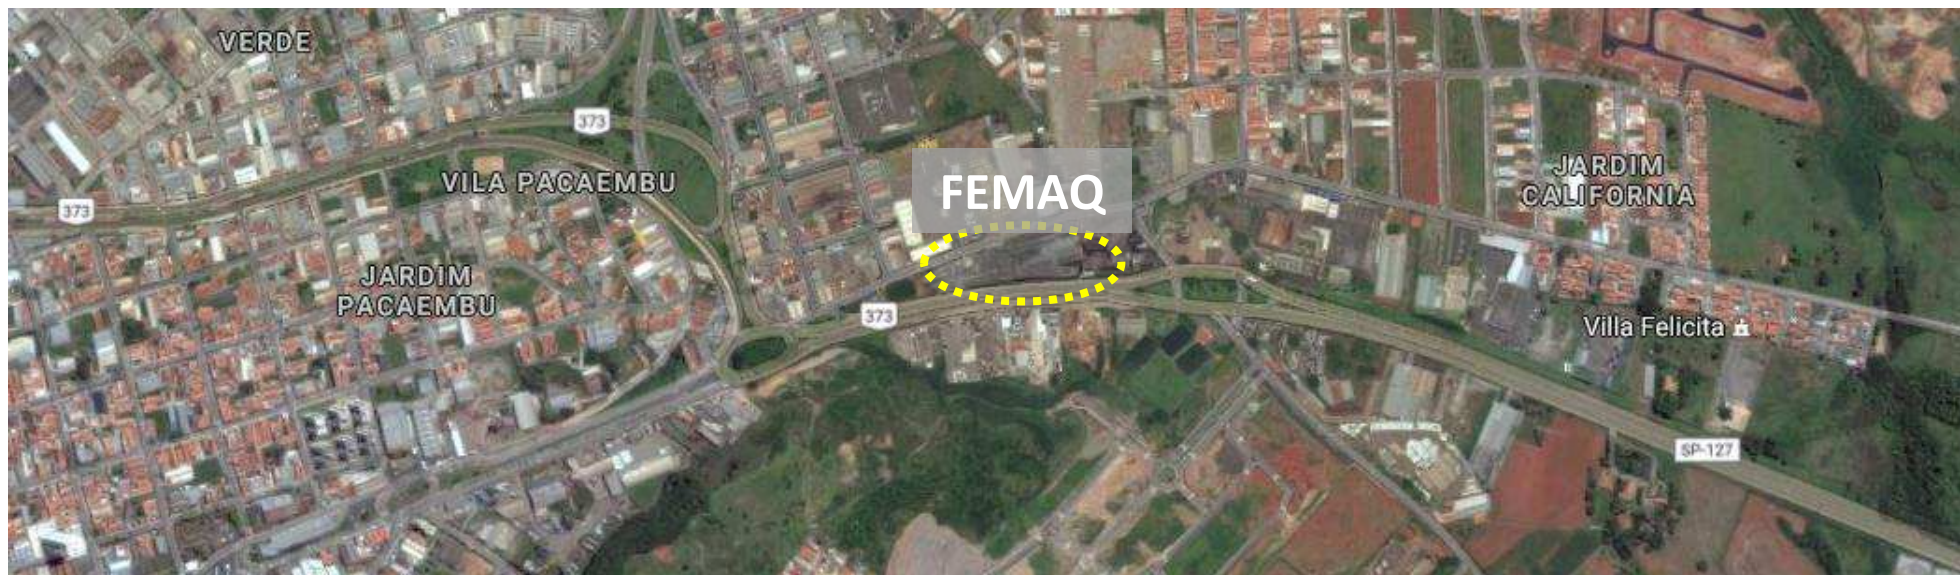 VERDE
373
VILA PACAEMBU
373
FEMAQ
JARDIM
CALIFORNIA
JARDIM
PACAEMBU
373
Villa Felicita
SP-127